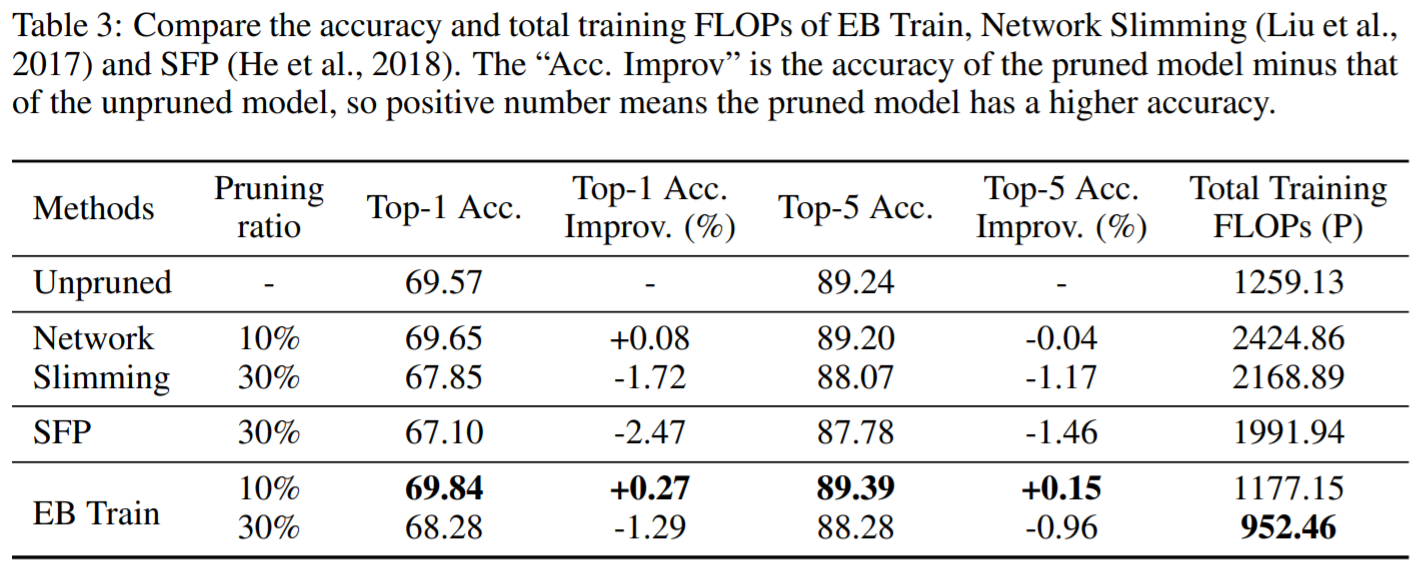 Table 3: Compare the accuracy and total training FLOPs of EB Train, Network Slimming (Liu et al.,
2017) and SFP (He et al., 2018). The “Acc. Improv” is the accuracy of the pruned model minus that
of the unpruned model, so positive number means the pruned model has a higher accuracy.
Methods Pruning ratio Top-1 Acc. Top-1 Acc. Improv. (%) Top-5 Acc. Top-5 Acc. Improv. (%) Total Training FLOPs (P)
Unpruned - 69.57 - 89.24 - 1259.13
Network 10% 69.65 +0.08 89.20 -0.04 2424.86
Slimming 30% 67.85 -1.72 88.07 -1.17 2168.89
SFP 30% 67.10 -2.47 87.78 -1.46 1991.94
EB Train 10% 69.84 +0.27 89.39 +0.15 1177.15
30% 68.28 -1.29 88.28 -0.96 952.46